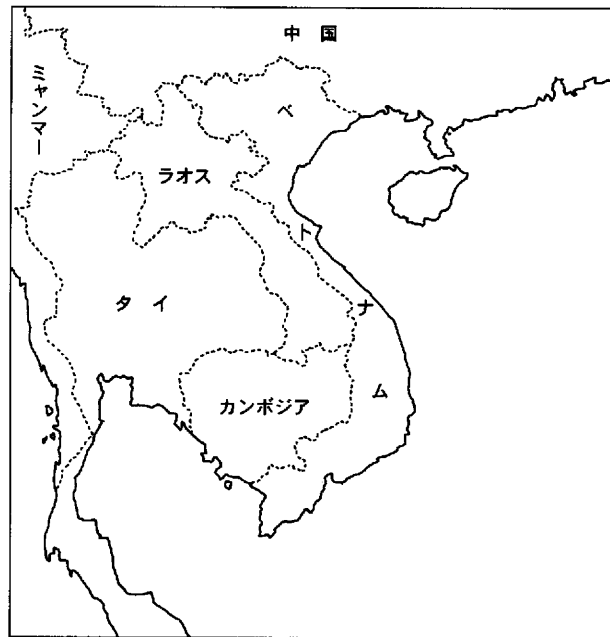 中国
ミャンマー
ベトナム
ラオス
タイ
カンボジア